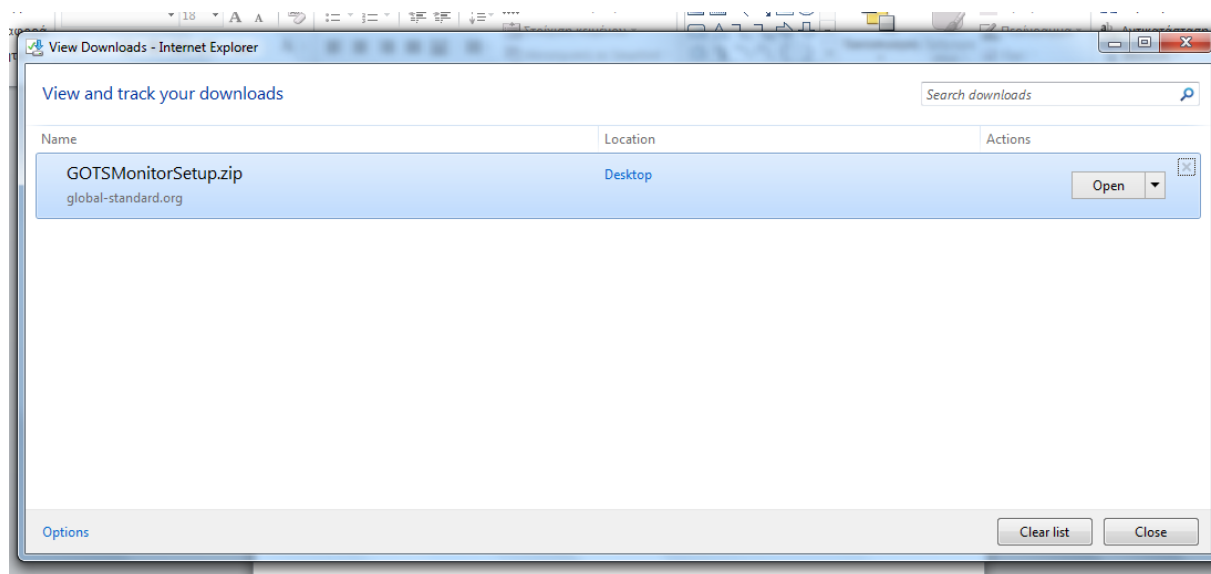 18 A A
View Downloads - Internet Explorer
View and track your downloads
Search downloads
Name Location Actions
GOTSMonitorSetup.zip
Desktop
Open
global-standard.org
Options
Clear list
Close